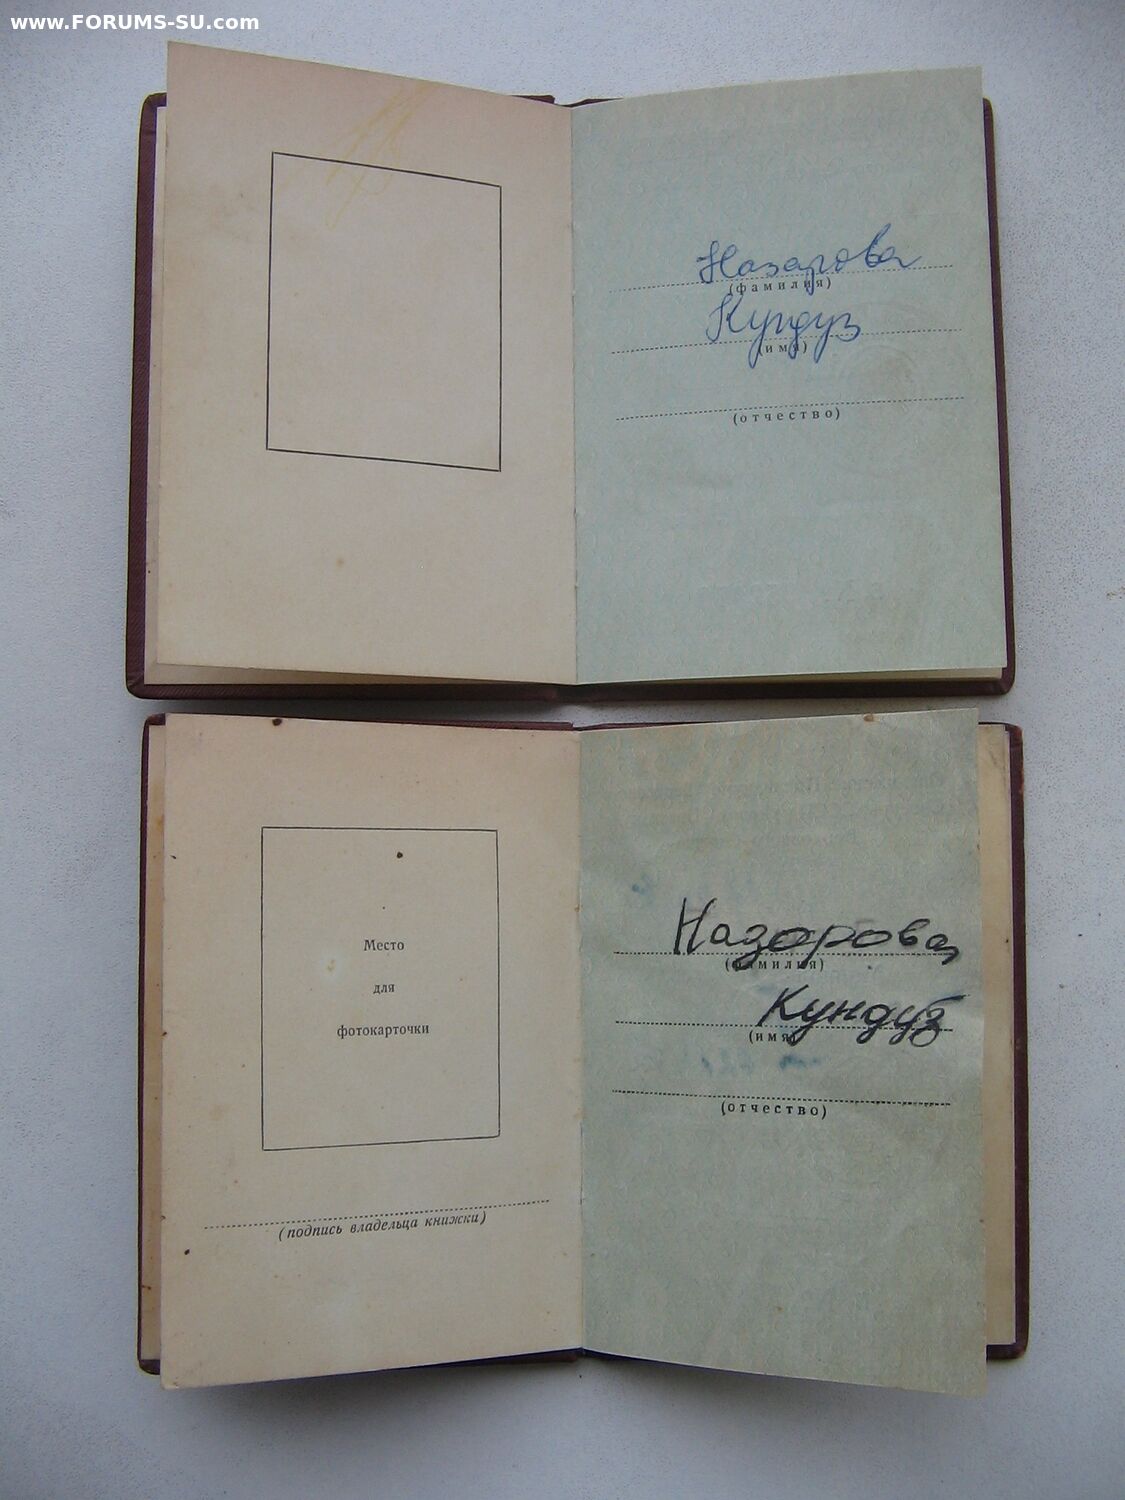 www.FORUMS-SU.com
Назарова
(фамилия)
Кундуз
(имя)
(отчество)
Место
для
фотокарточки
(подпись владельца книжки)
Назорова
(фамилия)
Кундуз
(имя)
(отчество)